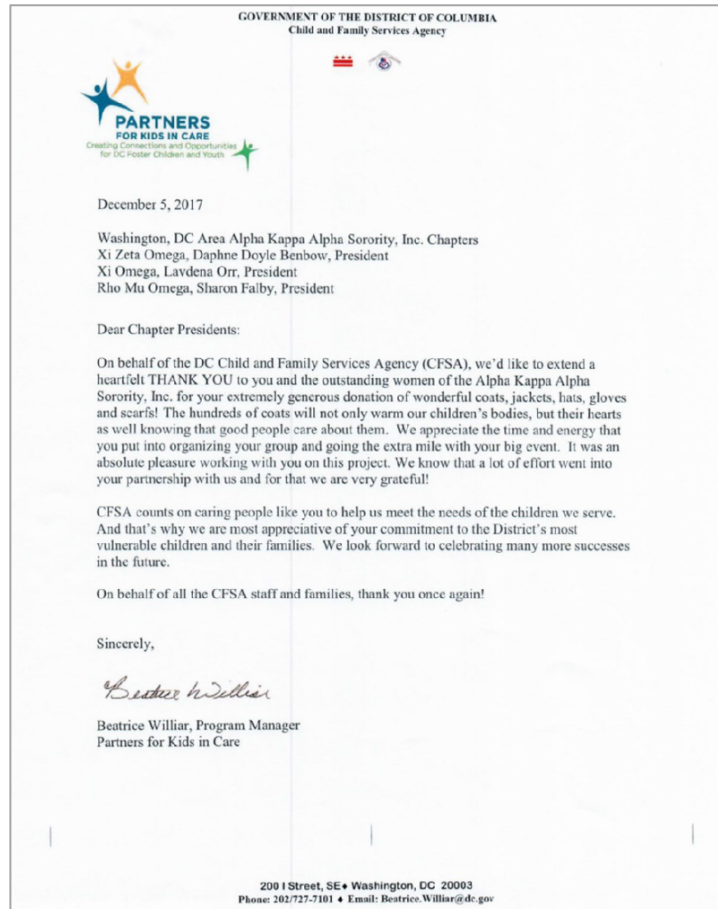 GOVERNMENT OF THE DISTRICT OF COLUMBIA
Child and Family Services Agency
PARTNERS
FOR KIDS IN CARE
Creating Connections and Opportunities
for DC Foster Children and Youth
December 5, 2017
Washington, DC Area Alpha Kappa Alpha Sorority, Inc. Chapters
Xi Zeta Omega, Daphne Doyle Benbow, President
Xi Omega, Lavdena Orr, President
Rho Mu Omega, Sharon Falby, President
Dear Chapter Presidents:
On behalf of the DC Child and Family Services Agency (CFSA), we'd like to extend a
heartfelt THANK YOU to you and the outstanding women of the Alpha Kappa Alpha
Sorority, Inc. for your extremely generous donation of wonderful coats, jackets, hats, gloves
and scarfs! The hundreds of coats will not only warm our children's bodies, but their hearts
as well knowing that good people care about them. We appreciate the time and energy that
you put into organizing your group and going the extra mile with your big event. It was an
absolute pleasure working with you on this project. We know that a lot of effort went into
your partnership with us and for that we are very grateful!
CFSA counts on caring people like you to help us meet the needs of the children we serve.
And that's why we are most appreciative of your commitment to the District's most
vulnerable children and their families. We look forward to celebrating many more successes
in the future.
On behalf of all the CFSA staff and families, thank you once again!
Sincerely,
Beatrice Williar
Beatrice Williar, Program Manager
Partners for Kids in Care
200 I Street, SE♦ Washington, DC 20003
Phone: 202/727-7101 ♦ Email: Beatrice.Williar@dc.gov